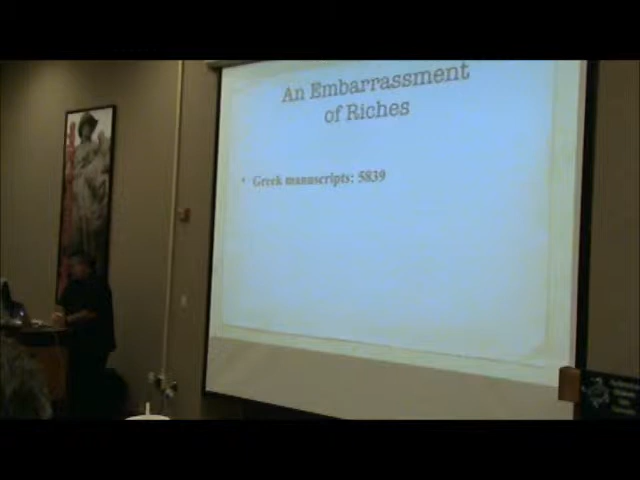 An Embarrassment
of Riches
• Greek manuscripts: 5839